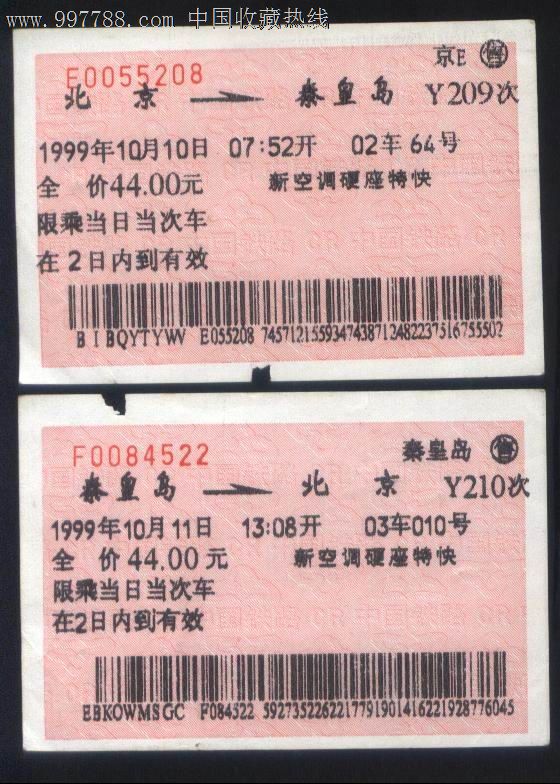 www.997788.com 中国收藏热线
京E 售
E0055208
北 京 秦皇岛 Y209次
1999年10月10日 07:52开 02车 64号
全 价44.00元 新空调硬座特快
限乘当日当次车
在 2日内到有效
BIBQYTYWV E055208 7457121559347438712482237516755502
秦皇岛 售
F0084522
秦皇岛 北 京 Y210次
1999年10月11日 13:08开 03车010号
全 价44.00元 新空调硬座特快
限乘当日当次车
在2日内到有效
EBKOWMSGC F084522 5927352262217791901416221928776045